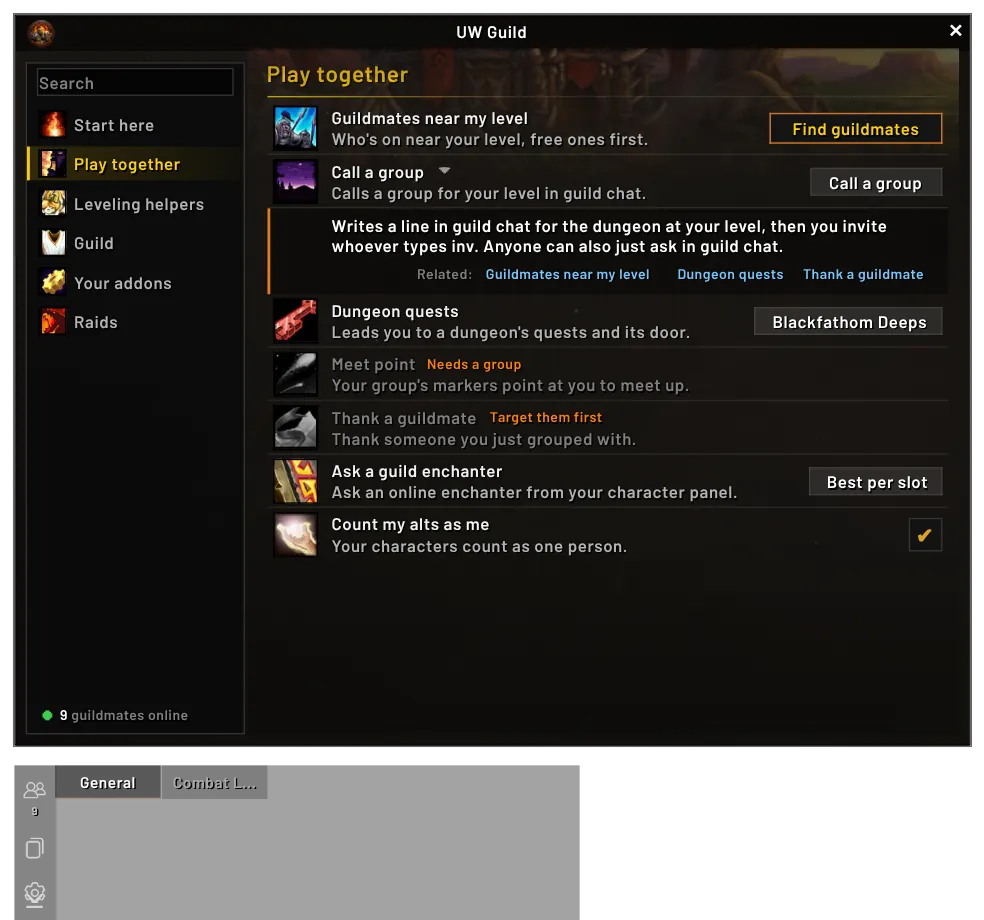 UW Guild
Search
Start here
Play together
Leveling helpers
Guild
Your addons
Raids
9 guildmates online
Play together
Guildmates near my level
Who's on near your level, free ones first.
Find guildmates
Call a group
Calls a group for your level in guild chat.
Call a group
Writes a line in guild chat for the dungeon at your level, then you invite
whoever types inv. Anyone can also just ask in guild chat.
Related: Guildmates near my level Dungeon quests Thank a guildmate
Dungeon quests
Leads you to a dungeon's quests and its door.
Blackfathom Deeps
Meet point Needs a group
Your group's markers point at you to meet up.
Thank a guildmate Target them first
Thank someone you just grouped with.
Ask a guild enchanter
Ask an online enchanter from your character panel.
Best per slot
Count my alts as me
Your characters count as one person.
General
Combat L...
9